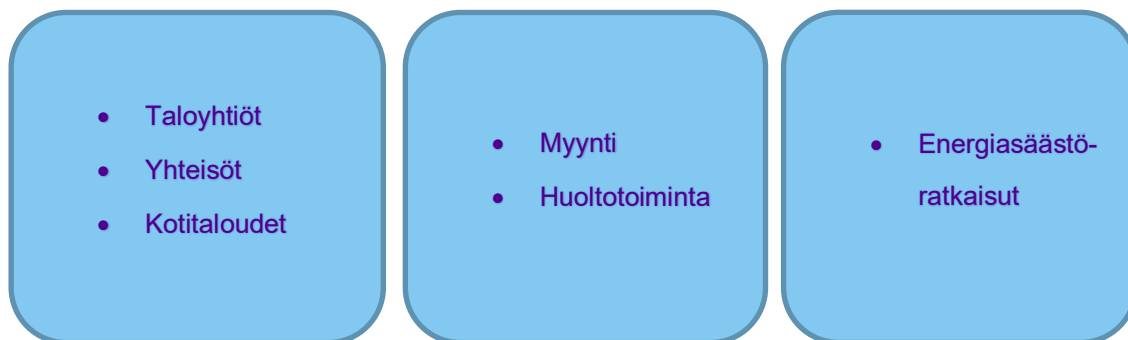 • Taloyhtiöt
• Yhteisöt
• Kotitaloudet
• Myynti
• Huoltotoiminta
• Energiasäästö-
ratkaisut